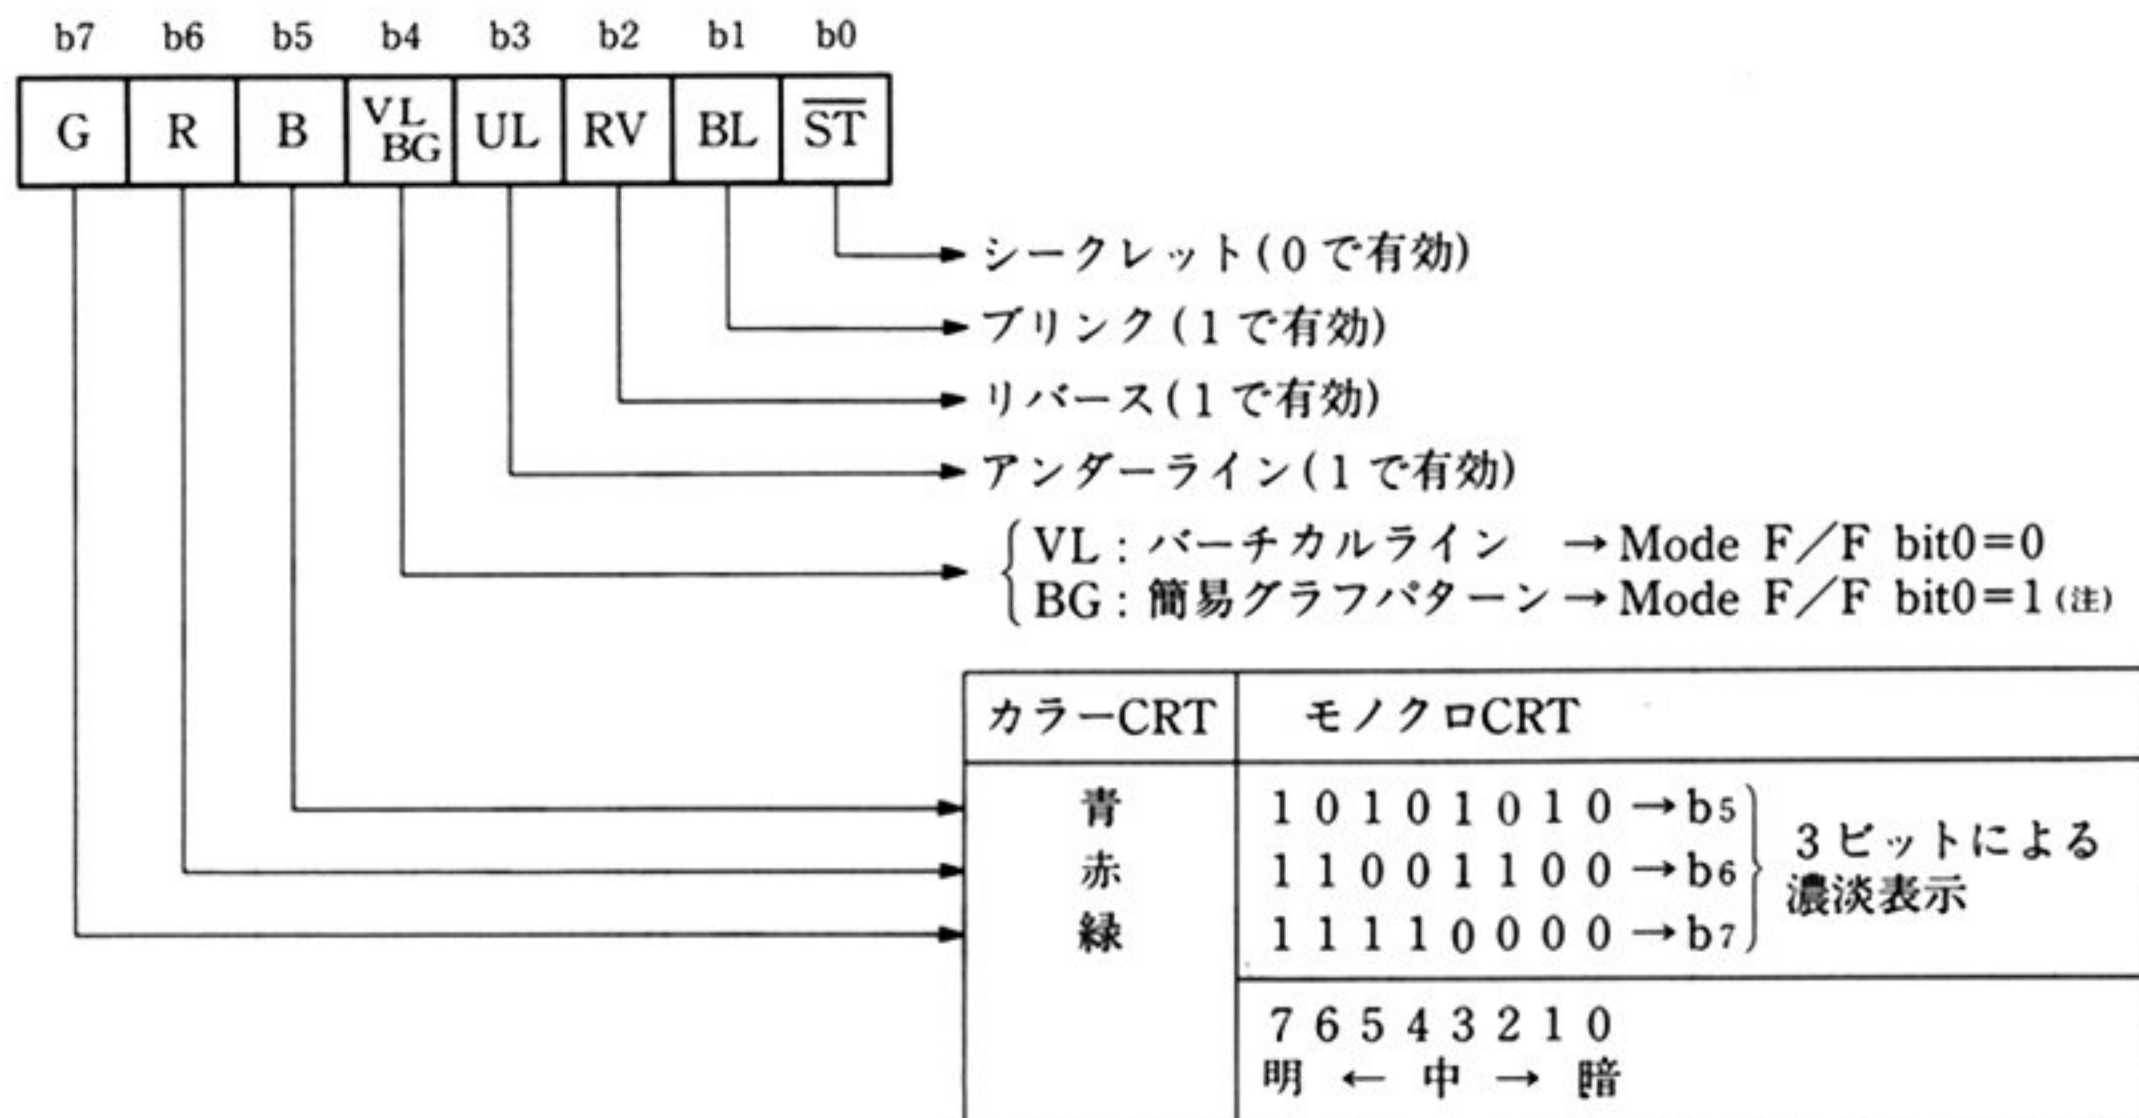 b7 b6 b5 b4 b3 b2 b1 b0
G R B VL BG UL RV BL S̅T̅
シークレット(0で有効)
ブリンク(1で有効)
リバース(1で有効)
アンダーライン(1で有効)
VL:バーチカルライン →Mode F/F bit0=0
BG:簡易グラフパターン→Mode F/F bit0=1(注)
カラーCRT モノクロCRT
青 1 0 1 0 1 0 1 0→b5
赤 1 1 0 0 1 1 0 0→b6
緑 1 1 1 1 0 0 0 0→b7
3ビットによる
濃淡表示
7 6 5 4 3 2 1 0
明 ← 中 → 暗